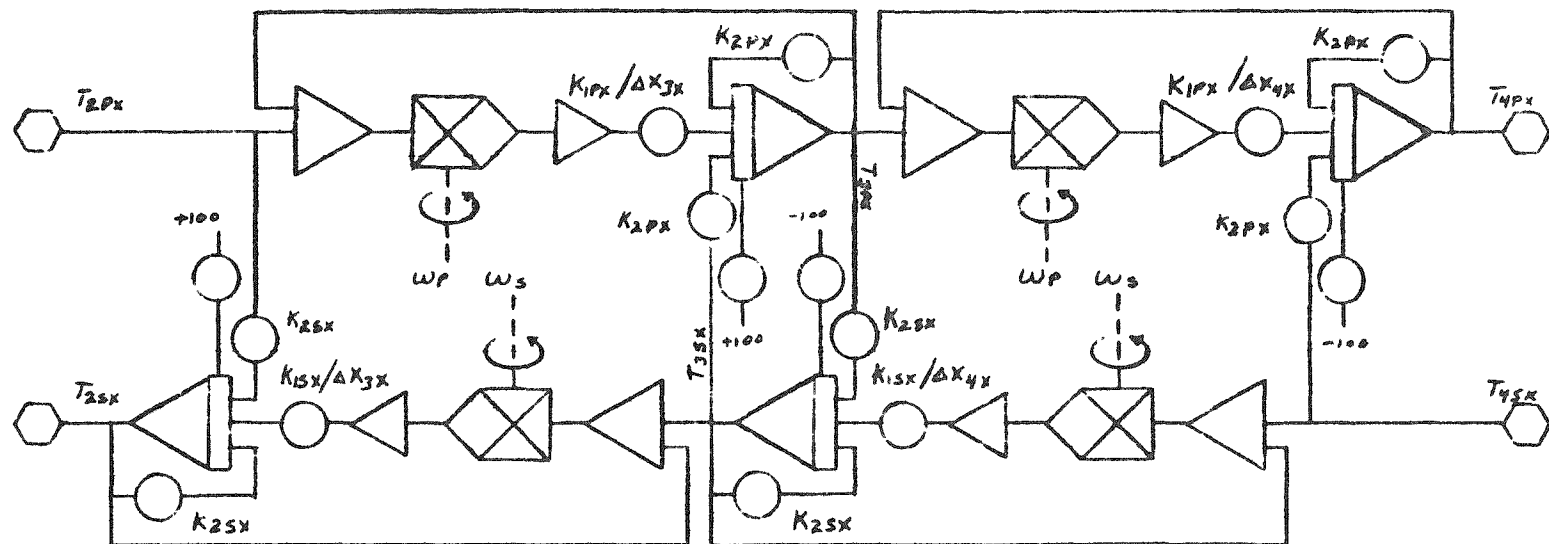 K2PX
K2PX
T2PX
K1PX/ΔX3X
K1PX/ΔX4X
T4PX
+100
K2PX
-100
K2PX
ωP
ωS
ωP
ωS
K2SX
T3SX
+100
K2SX
-100
T2SX
K1SX/ΔX3X
K1SX/ΔX4X
T4SX
K2SX
K2SX